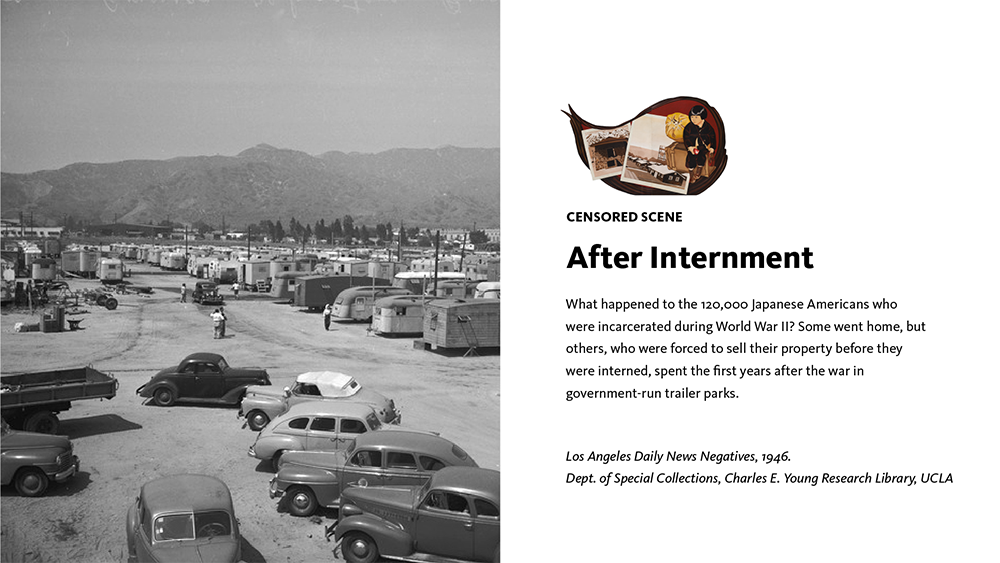 CENSORED SCENE
After Internment
What happened to the 120,000 Japanese Americans who
were incarcerated during World War II? Some went home, but
others, who were forced to sell their property before they
were interned, spent the first years after the war in
government-run trailer parks.
Los Angeles Daily News Negatives, 1946.
Dept. of Special Collections, Charles E. Young Research Library, UCLA